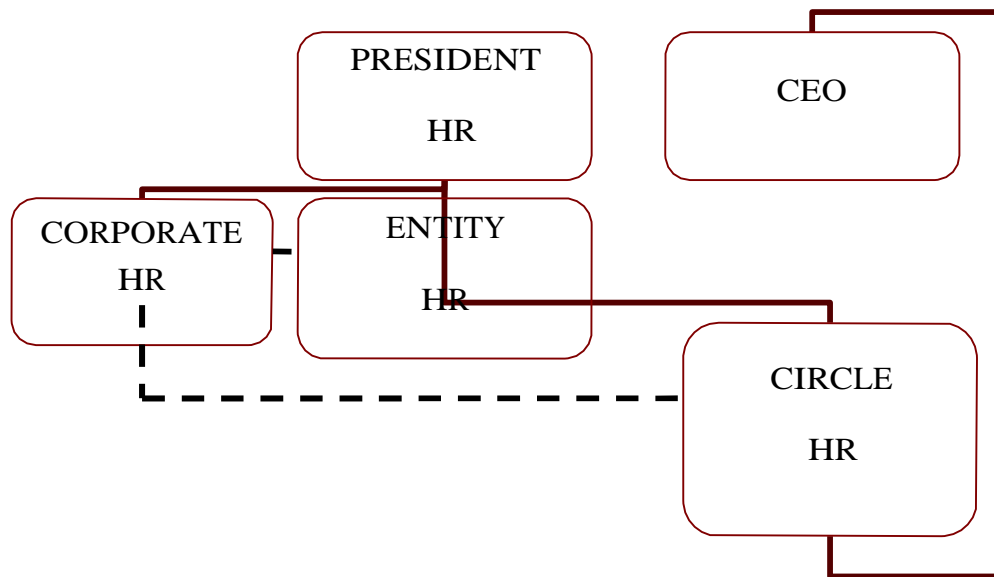 PRESIDENT
HR
CEO
CORPORATE
HR
ENTITY
HR
CIRCLE
HR